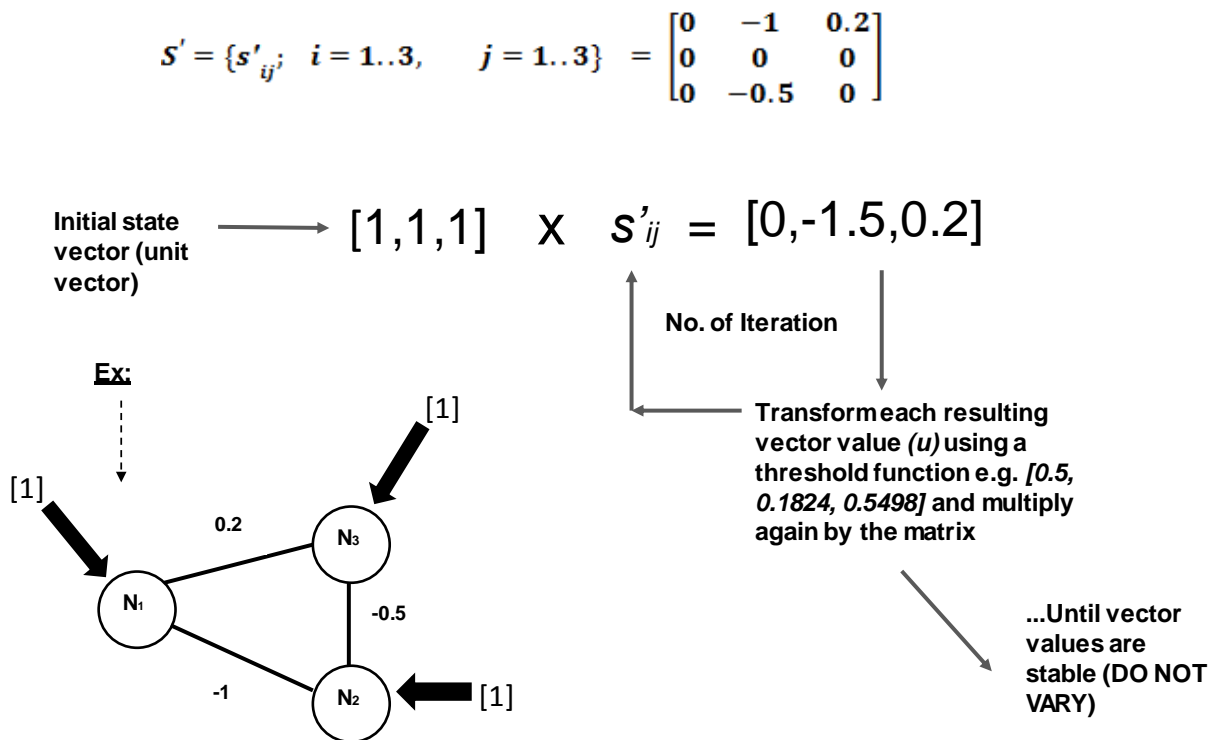 S' = {s'ij; i = 1..3, j = 1..3} = [0 -1 0.2
0 0 0
0 -0.5 0]
Initial state
vector (unit
vector)
[1,1,1] x s'ij = [0,-1.5,0.2]
No. of Iteration
Transform each resulting
vector value (u) using a
threshold function e.g. [0.5,
0.1824, 0.5498] and multiply
again by the matrix
...Until vector
values are
stable (DO NOT
VARY)
Ex:
[1]
[1]
0.2
N3
N1
-0.5
-1
N2
[1]